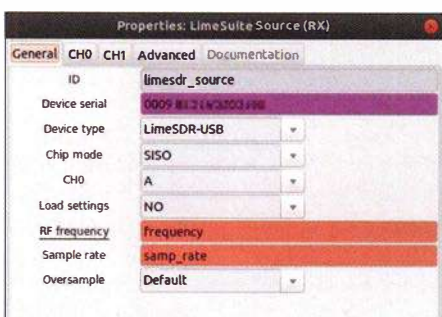 Properties: LimeSuite Source (RX)
General CH0 CH1 Advanced Documentation
ID limesdr_source
Device serial 0009
Device type LimeSDR-USB
Chip mode SISO
CH0 A
Load settings NO
RF frequency frequency
Sample rate samp_rate
Oversample Default